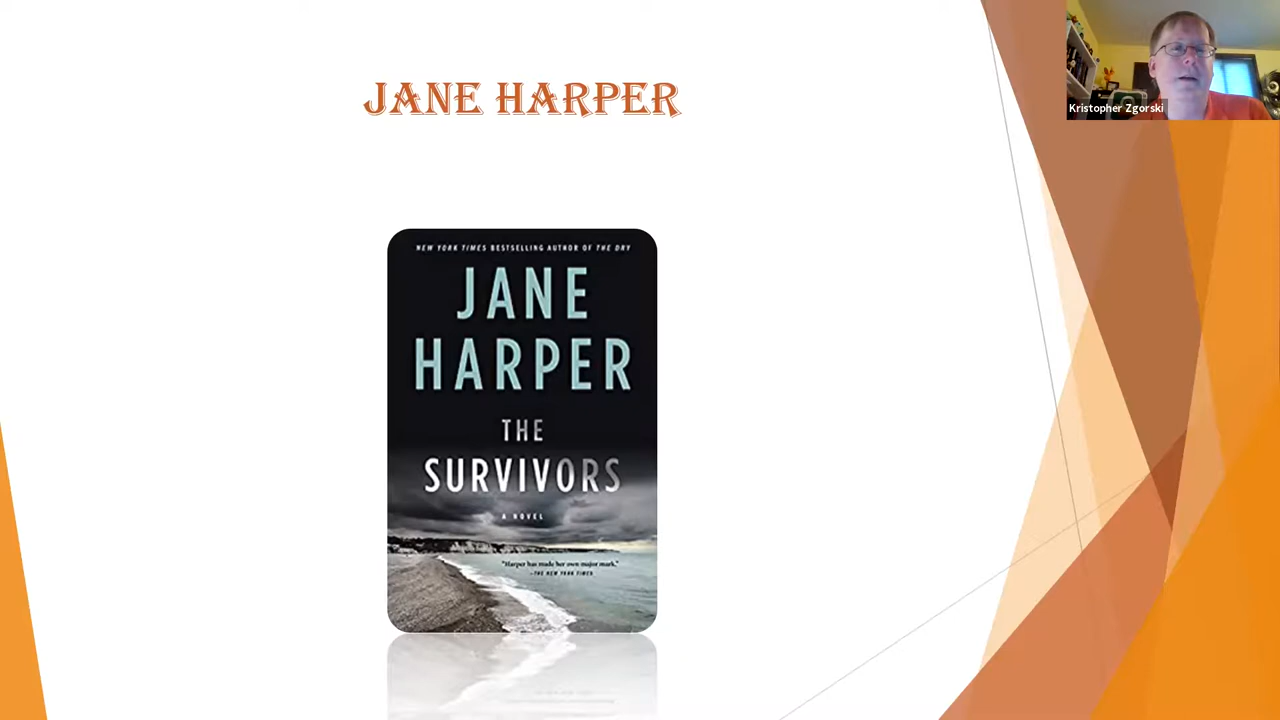 JANE HARPER
Kristopher Zgorski
NEW YORK TIMES BESTSELLING AUTHOR OF THE DRY
JANE
HARPER
THE
SURVIVORS
A NOVEL
"Harper has made her own major mark."
—THE NEW YORK TIMES